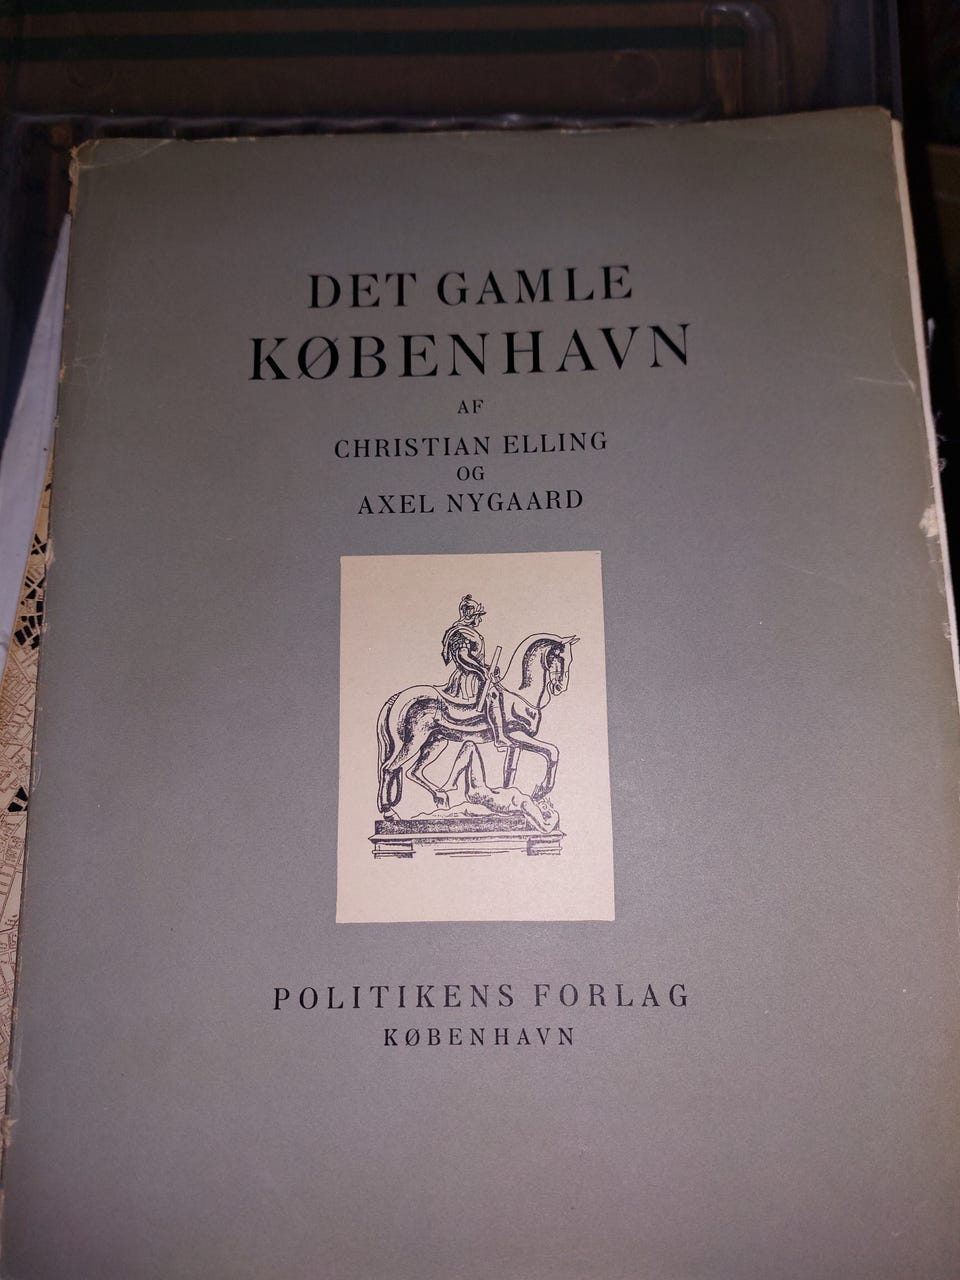 DET GAMLE
KØBENHAVN
AF
CHRISTIAN ELLING
OG
AXEL NYGAARD
POLITIKENS FORLAG
KØBENHAVN